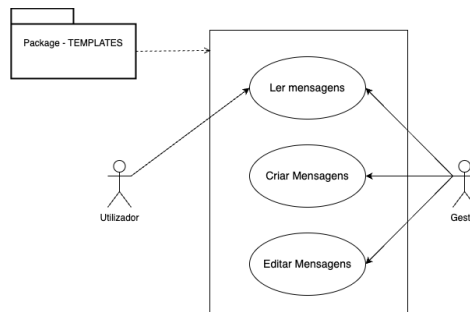 Package - TEMPLATES
Ler mensagens
Criar Mensagens
Utilizador
Gest
Editar Mensagens